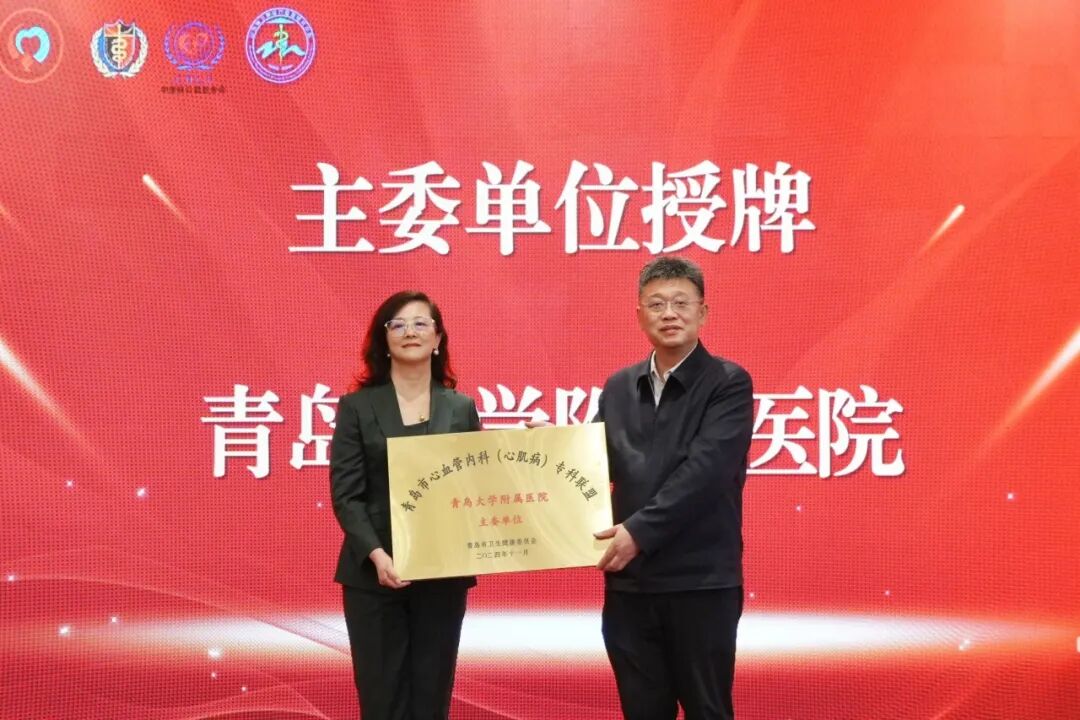 主委单位授牌
青岛学附医院
青岛市心血管内科（心肌病）专科联盟
青岛大学附属医院
主委单位
青岛市卫生健康委员会
二〇二四年十一月